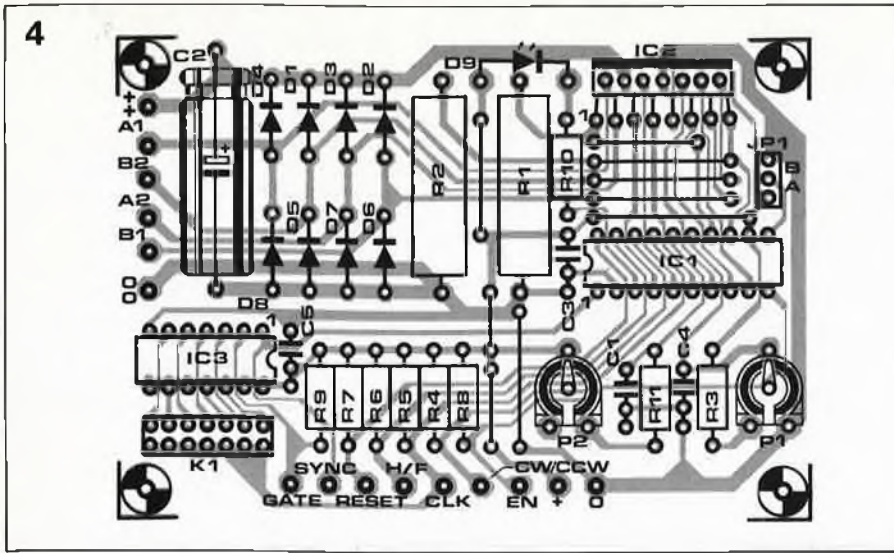 4
C2
D4
D1
D3
D2
D9
IC2
++
A1
B2
A2
B1
0
0
R2
R1
R10
1
P1
B
A
D5
D7
D6
D8
C3
1
IC1
1
C5
IC3
R9
R7
R6
R5
R4
R8
C1
R11
C4
R3
P2
P1
K1
SYNC
H/F
CW/CCW
GATE
RESET
CLK
EN
+
0